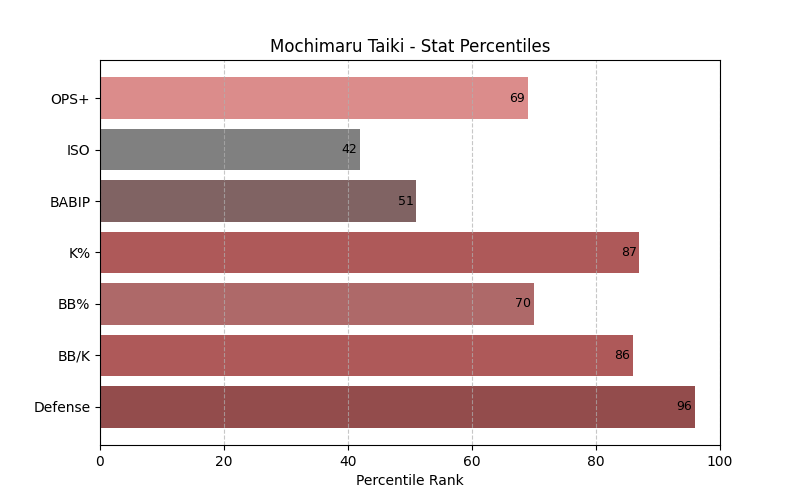 Mochimaru Taiki - Stat Percentiles
OPS+
69
ISO
42
BABIP
51
K%
87
BB%
70
BB/K
86
Defense
96
0 20 40 60 80 100
Percentile Rank